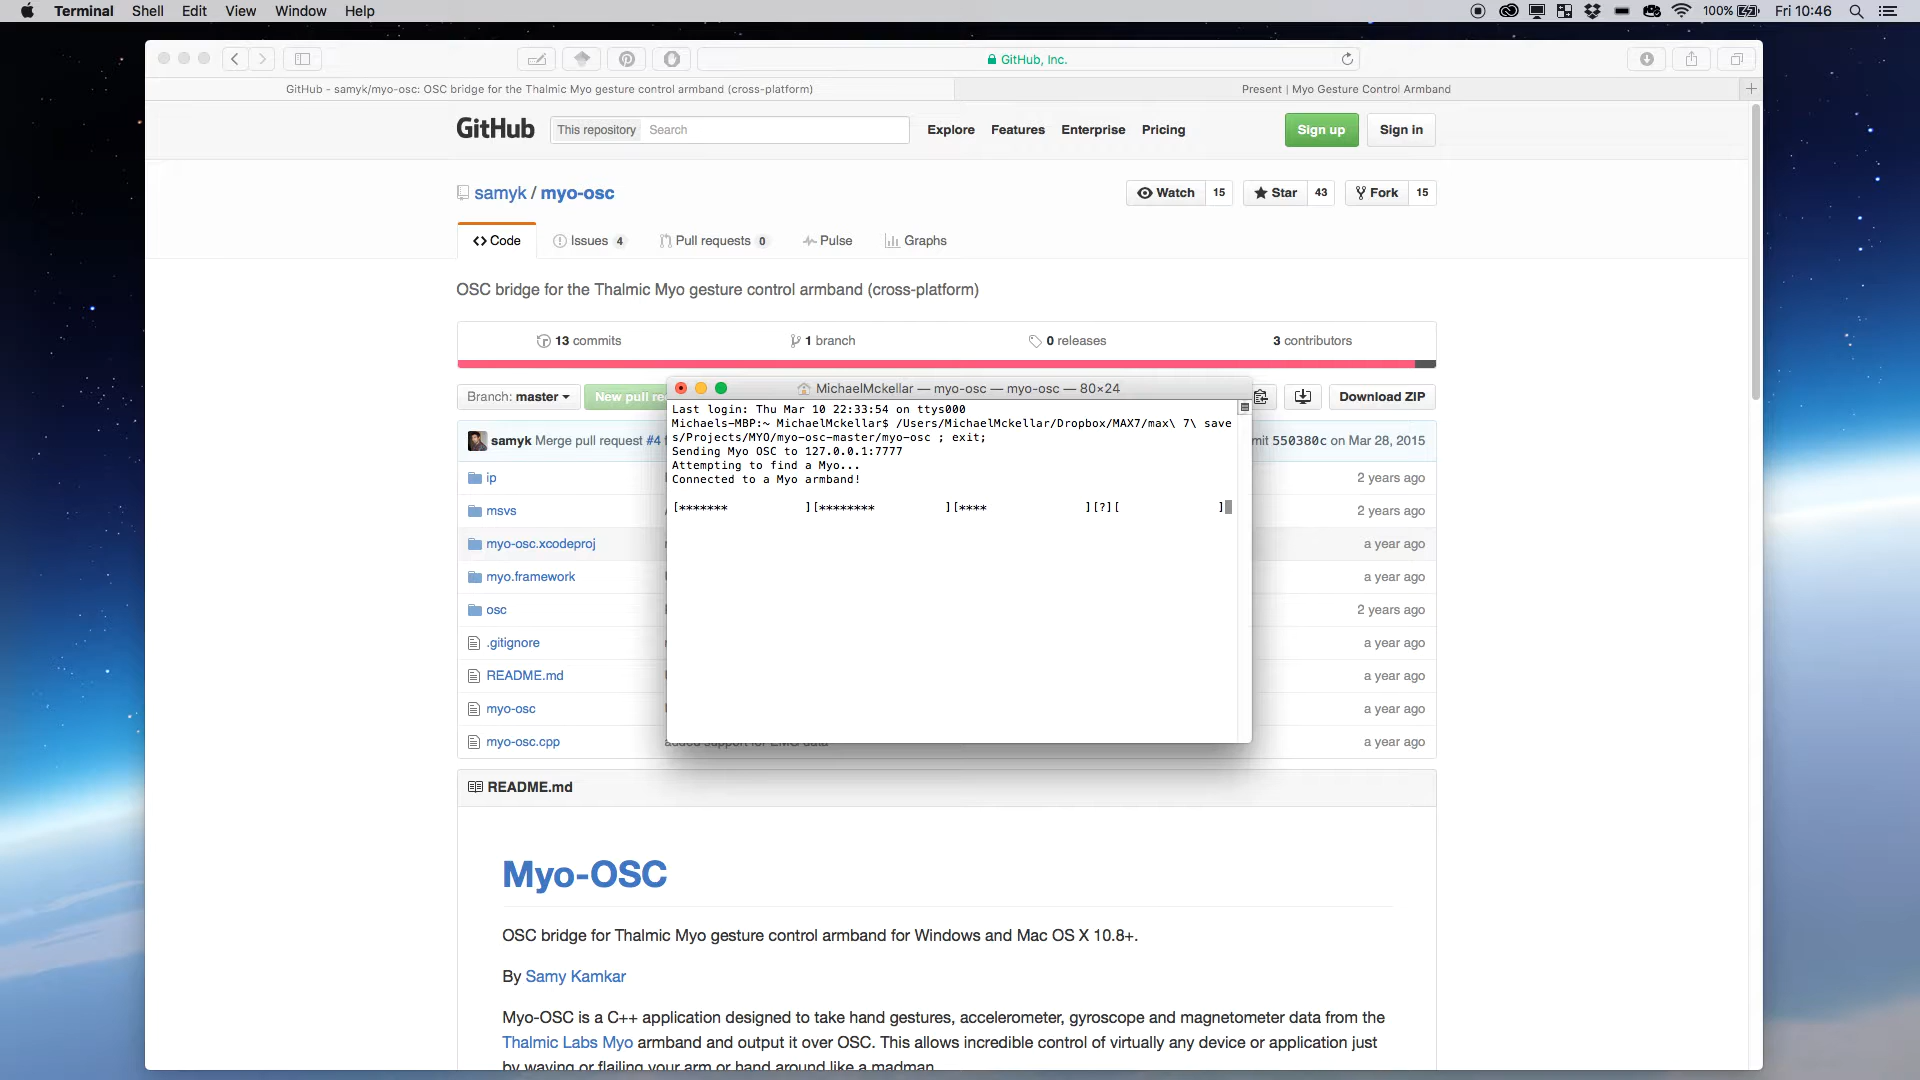 Terminal Shell Edit View Window Help 100% Fri 10:46
GitHub, Inc.
GitHub - samyk/myo-osc: OSC bridge for the Thalmic Myo gesture control armband (cross-platform) Present | Myo Gesture Control Armband
GitHub This repository Search Explore Features Enterprise Pricing Sign up Sign in
samyk / myo-osc Watch 15 Star 43 Fork 15
Code Issues 4 Pull requests 0 Pulse Graphs
OSC bridge for the Thalmic Myo gesture control armband (cross-platform)
13 commits 1 branch 0 releases 3 contributors
Branch: master New pull Download ZIP
MichaelMckellar — myo-osc — myo-osc — 80×24
Last login: Thu Mar 10 22:33:54 on ttys000
Michaels-MBP:~ MichaelMckellar$ /Users/MichaelMckellar/Dropbox/MAX7/max\ 7\ save
s/Projects/MYO/myo-osc-master/myo-osc ; exit;
Sending Myo OSC to 127.0.0.1:7777
Attempting to find a Myo...
Connected to a Myo armband!
[*******           ][********          ][****              ][?][              ]
samyk Merge pull request #4 550380c on Mar 28, 2015
ip 2 years ago
msvs 2 years ago
myo-osc.xcodeproj a year ago
myo.framework a year ago
osc 2 years ago
.gitignore a year ago
README.md a year ago
myo-osc a year ago
myo-osc.cpp added support for EMG data a year ago
README.md
Myo-OSC
OSC bridge for Thalmic Myo gesture control armband for Windows and Mac OS X 10.8+.
By Samy Kamkar
Myo-OSC is a C++ application designed to take hand gestures, accelerometer, gyroscope and magnetometer data from the
Thalmic Labs Myo armband and output it over OSC. This allows incredible control of virtually any device or application just
by waving or flailing your arm or hand around like a madman.